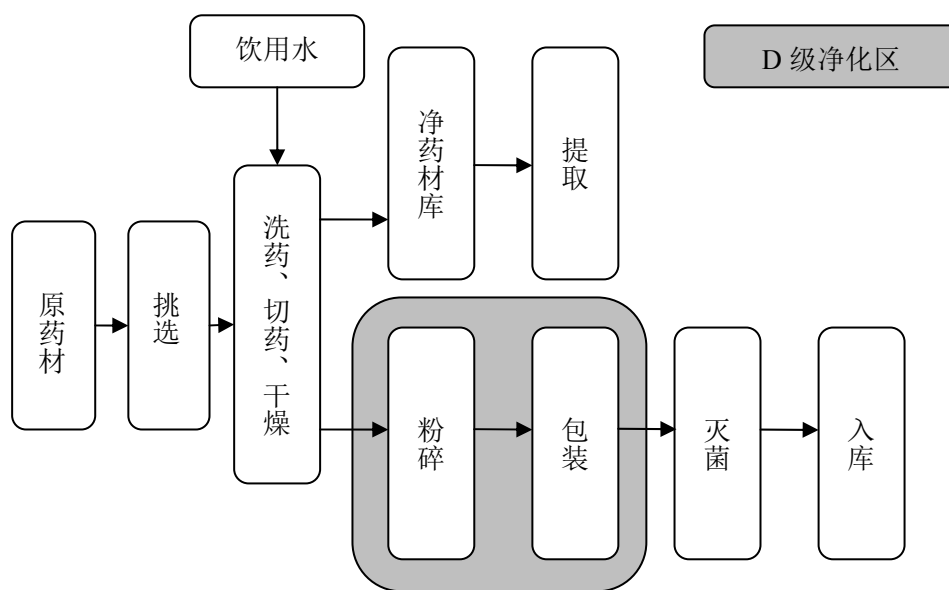 饮用水
D 级净化区
净药材库
提取
原药材
挑选
洗药、切药、干燥
粉碎
包装
灭菌
入库